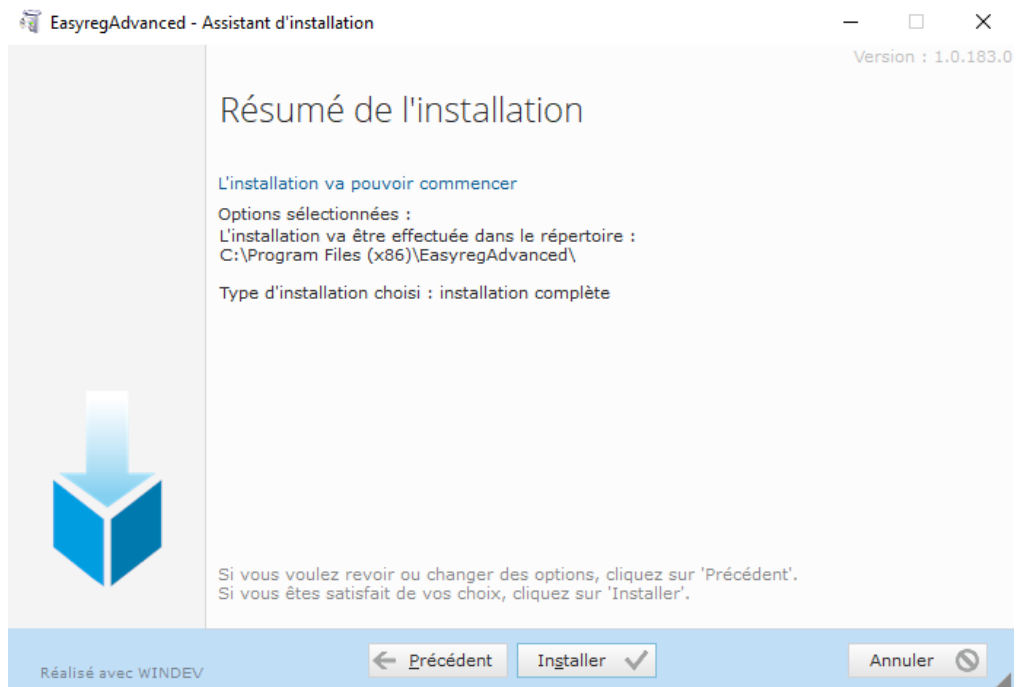 EasyregAdvanced - Assistant d'installation
Version : 1.0.183.0
Résumé de l'installation
L'installation va pouvoir commencer
Options sélectionnées :
L'installation va être effectuée dans le répertoire :
C:\Program Files (x86)\EasyregAdvanced\
Type d'installation choisi : installation complète
Si vous voulez revoir ou changer des options, cliquez sur 'Précédent'.
Si vous êtes satisfait de vos choix, cliquez sur 'Installer'.
Réalisé avec WINDEV
Précédent
Installer
Annuler